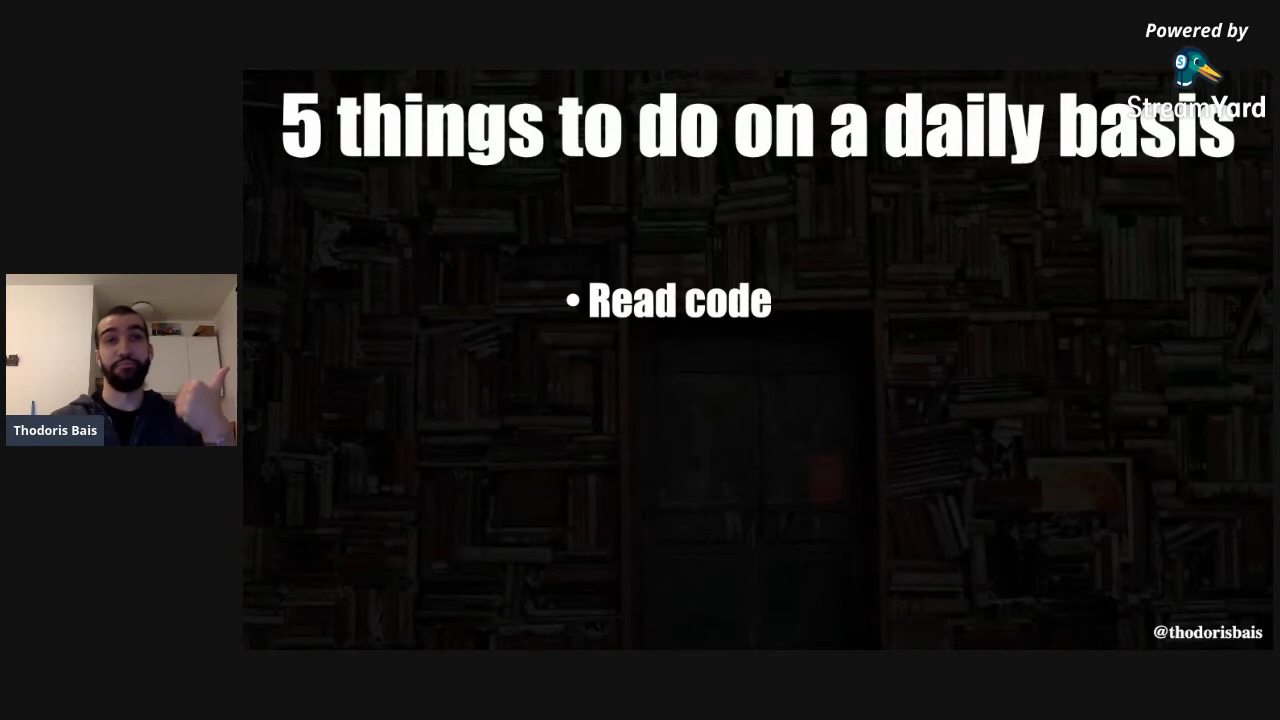 Powered by
StreamYard
5 things to do on a daily basis
• Read code
Thodoris Bais
@thodorisbais